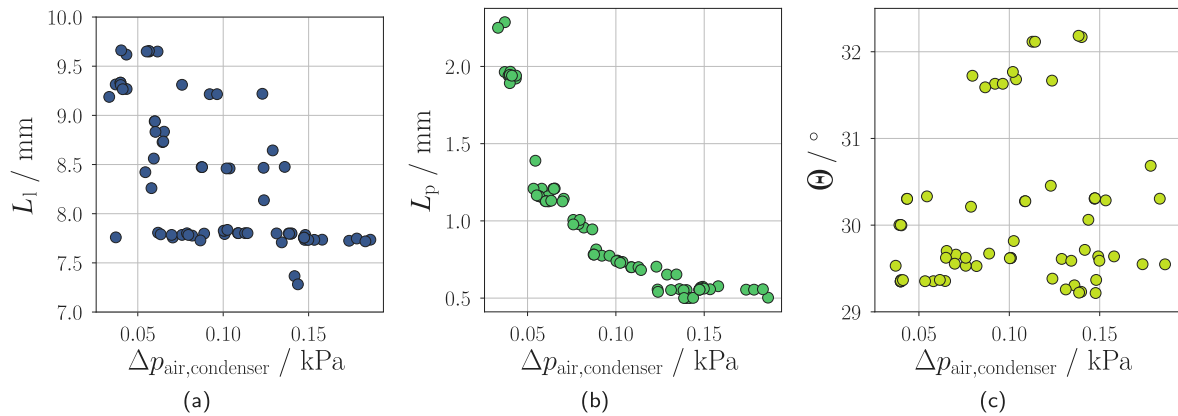 10.0
9.5
9.0
8.5
8.0
7.5
7.0
L_l / mm
0.05 0.10 0.15
Δp_air,condenser / kPa
(a)
2.0
1.5
1.0
0.5
L_p / mm
0.05 0.10 0.15
Δp_air,condenser / kPa
(b)
32
31
30
29
Θ / °
0.05 0.10 0.15
Δp_air,condenser / kPa
(c)